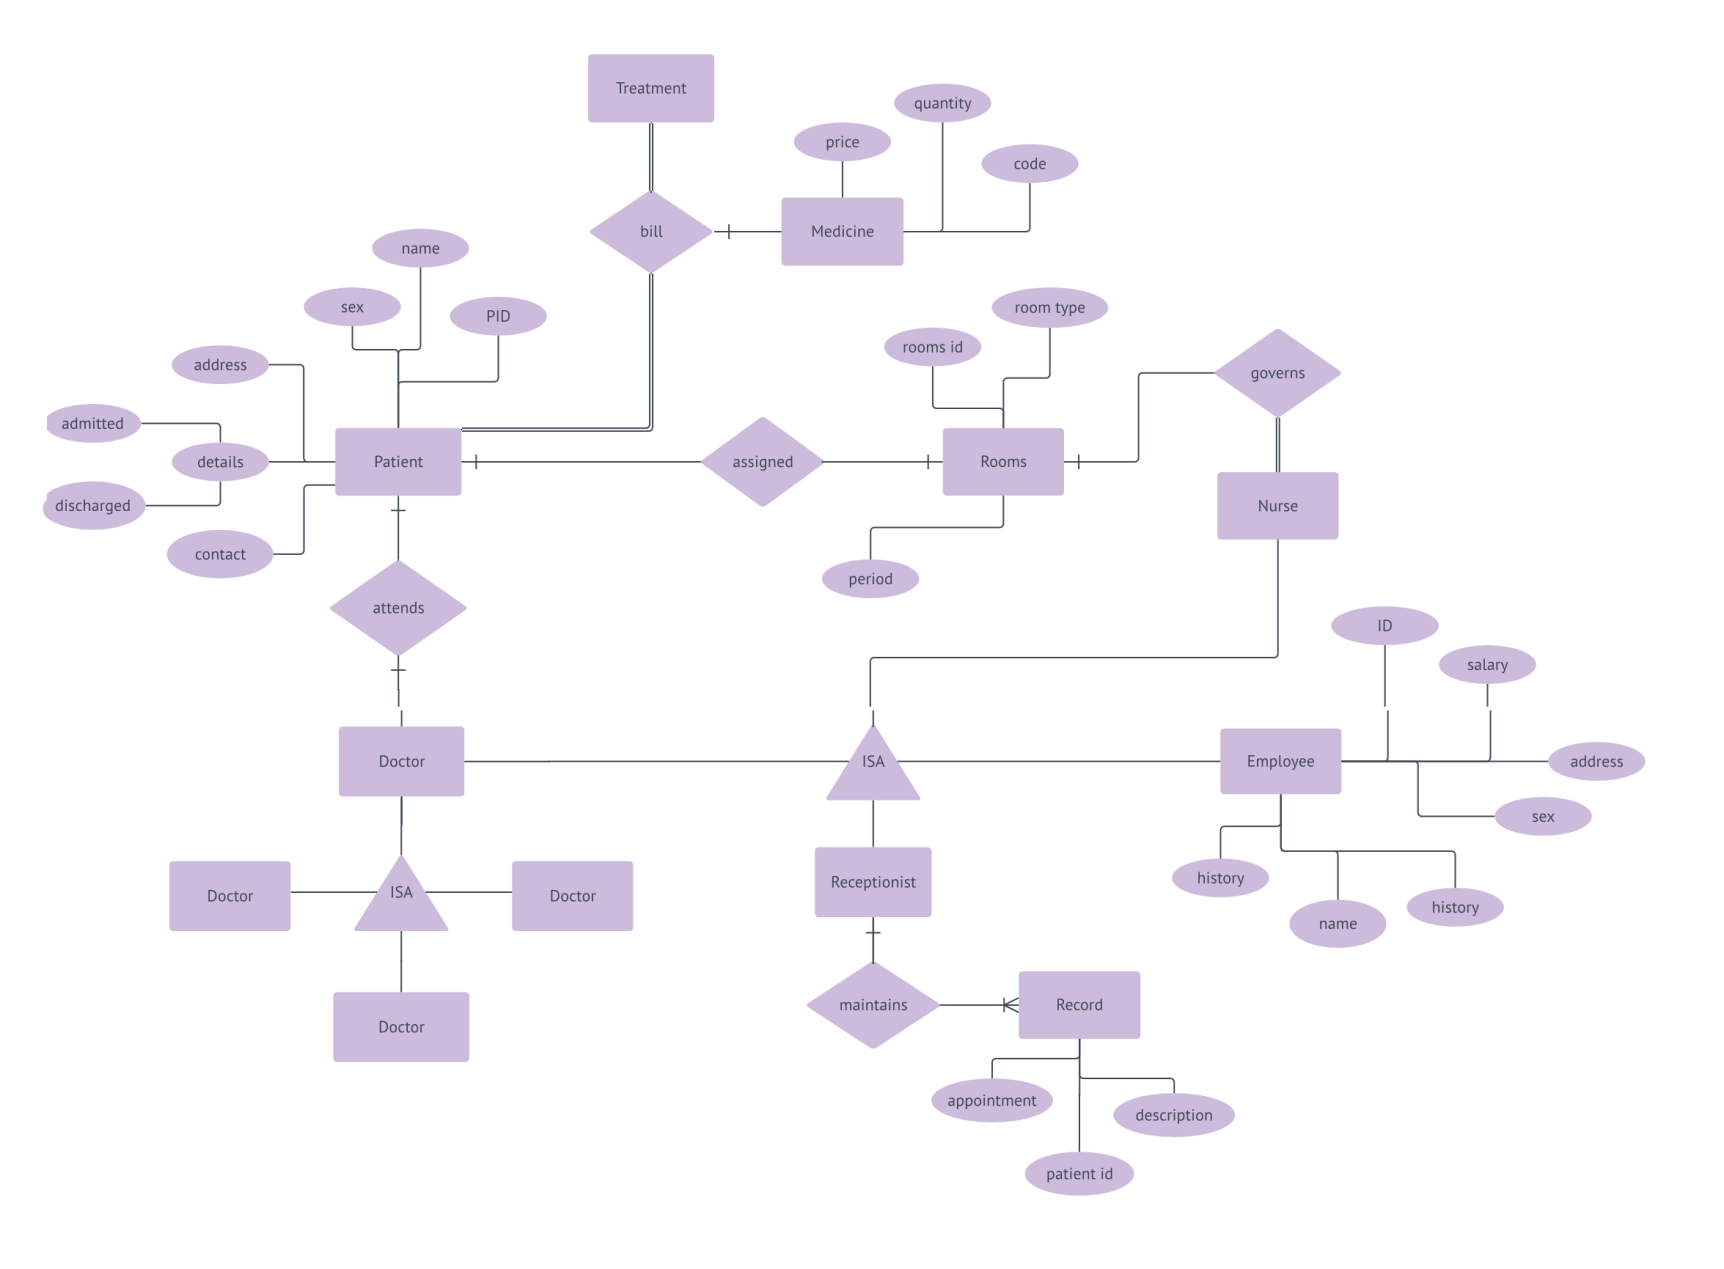 Treatment
quantity
price
code
bill
Medicine
name
sex
PID
room type
rooms id
address
governs
admitted
details
Patient
assigned
Rooms
discharged
Nurse
contact
period
attends
ID
salary
Doctor
ISA
Employee
address
sex
Doctor
ISA
Doctor
Receptionist
history
history
name
Doctor
maintains
Record
appointment
description
patient id